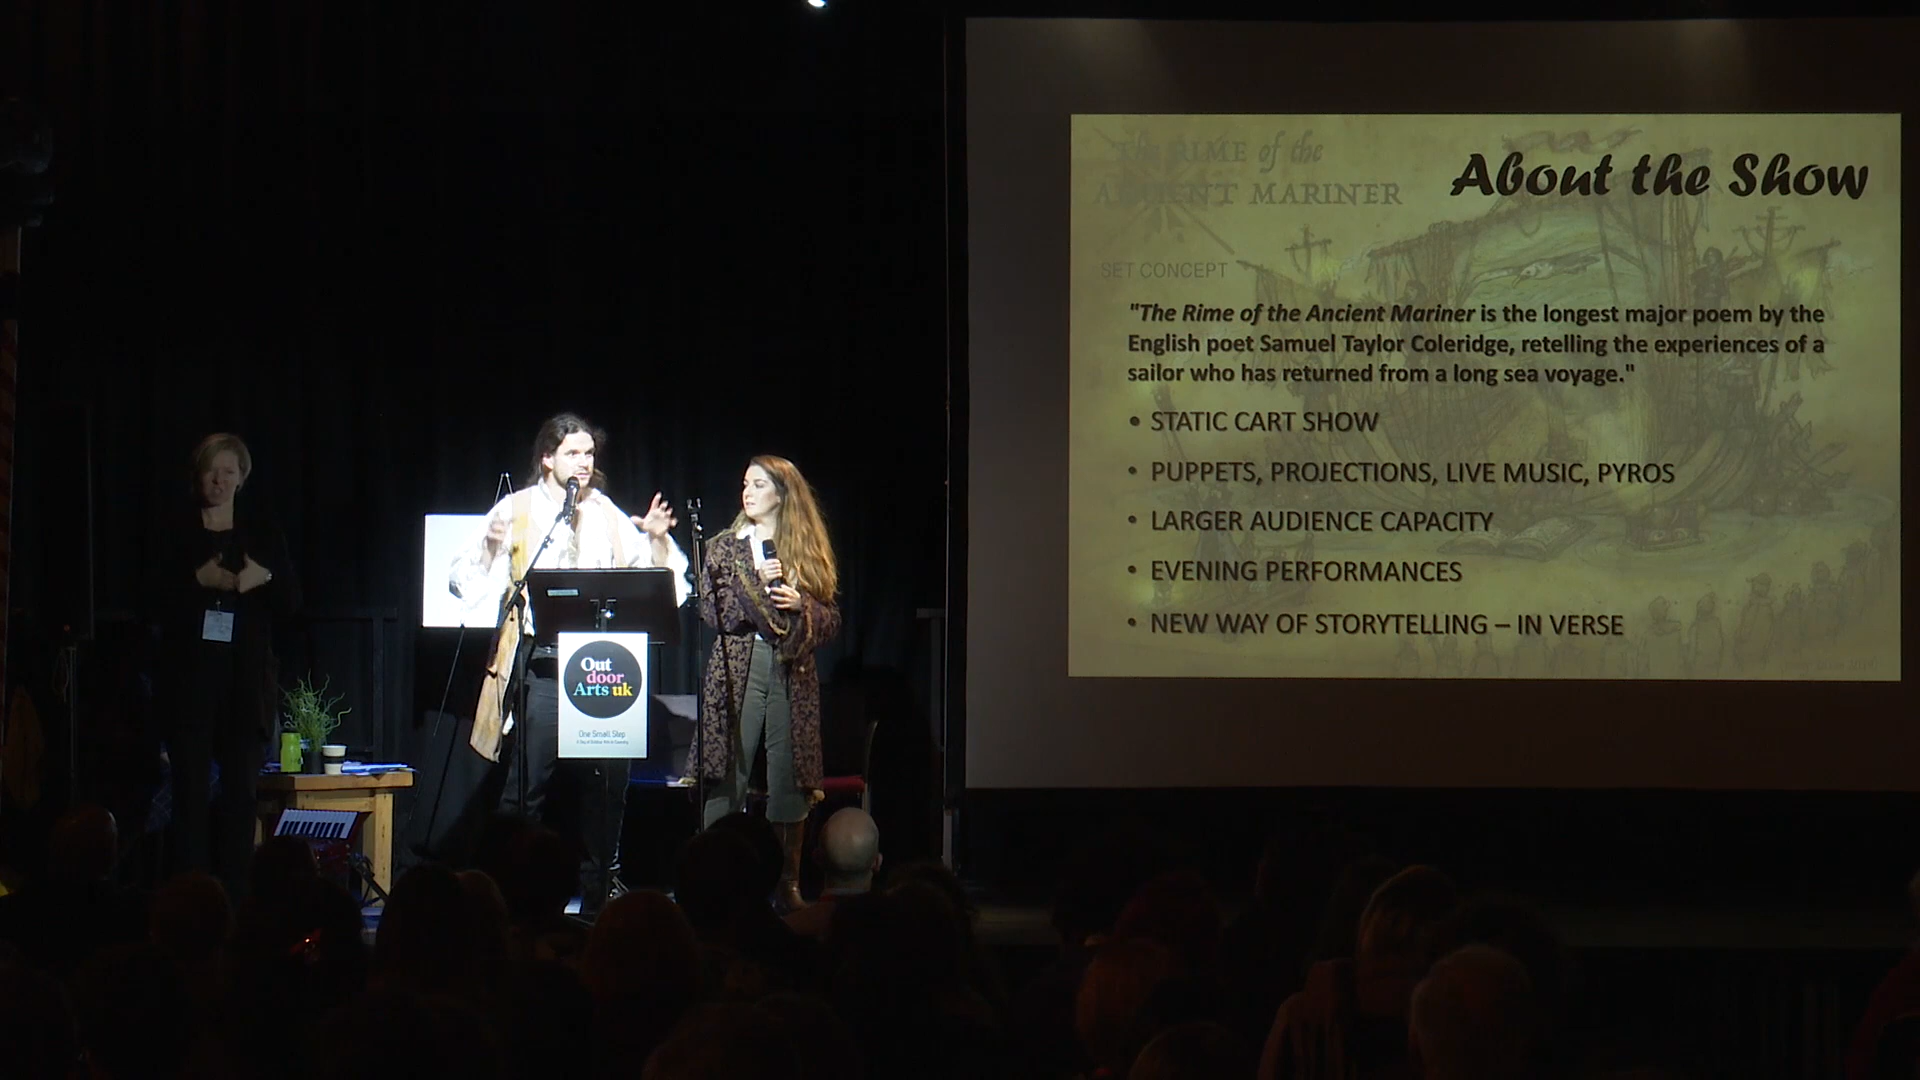 The RIME of the
ANCIENT MARINER
About the Show
SET CONCEPT
"The Rime of the Ancient Mariner is the longest major poem by the
English poet Samuel Taylor Coleridge, retelling the experiences of a
sailor who has returned from a long sea voyage."
• STATIC CART SHOW
• PUPPETS, PROJECTIONS, LIVE MUSIC, PYROS
• LARGER AUDIENCE CAPACITY
• EVENING PERFORMANCES
• NEW WAY OF STORYTELLING – IN VERSE
Out
door
Arts uk
One Small Step